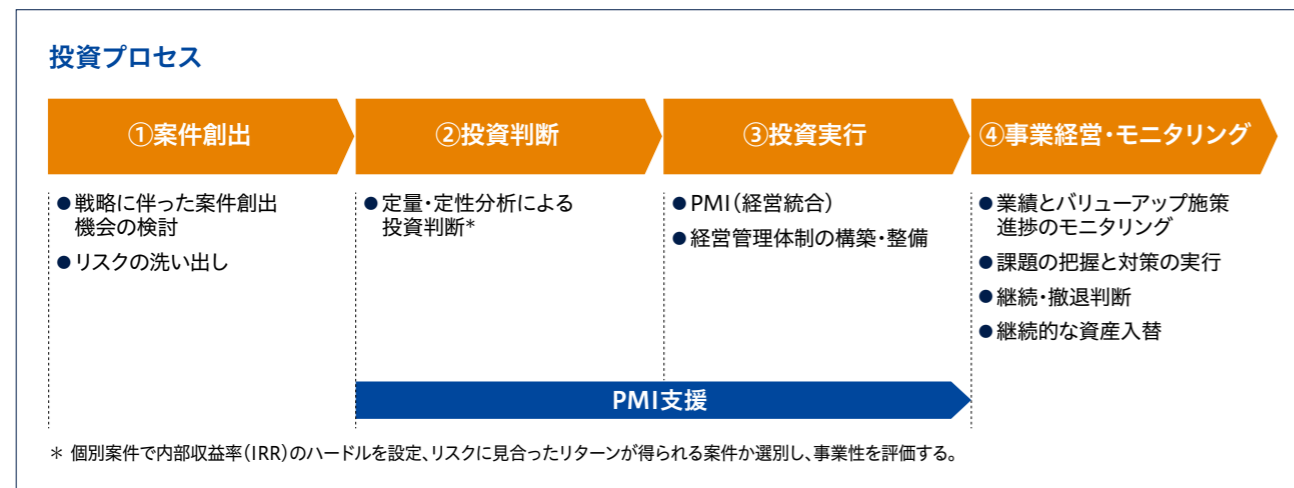 投資プロセス
①案件創出
②投資判断
③投資実行
④事業経営・モニタリング
●戦略に伴った案件創出
機会の検討
●リスクの洗い出し
●定量・定性分析による
投資判断*
●PMI（経営統合）
●経営管理体制の構築・整備
●業績とバリューアップ施策
進捗のモニタリング
●課題の把握と対策の実行
●継続・撤退判断
●継続的な資産入替
PMI支援
＊ 個別案件で内部収益率（IRR）のハードルを設定、リスクに見合ったリターンが得られる案件か選別し、事業性を評価する。